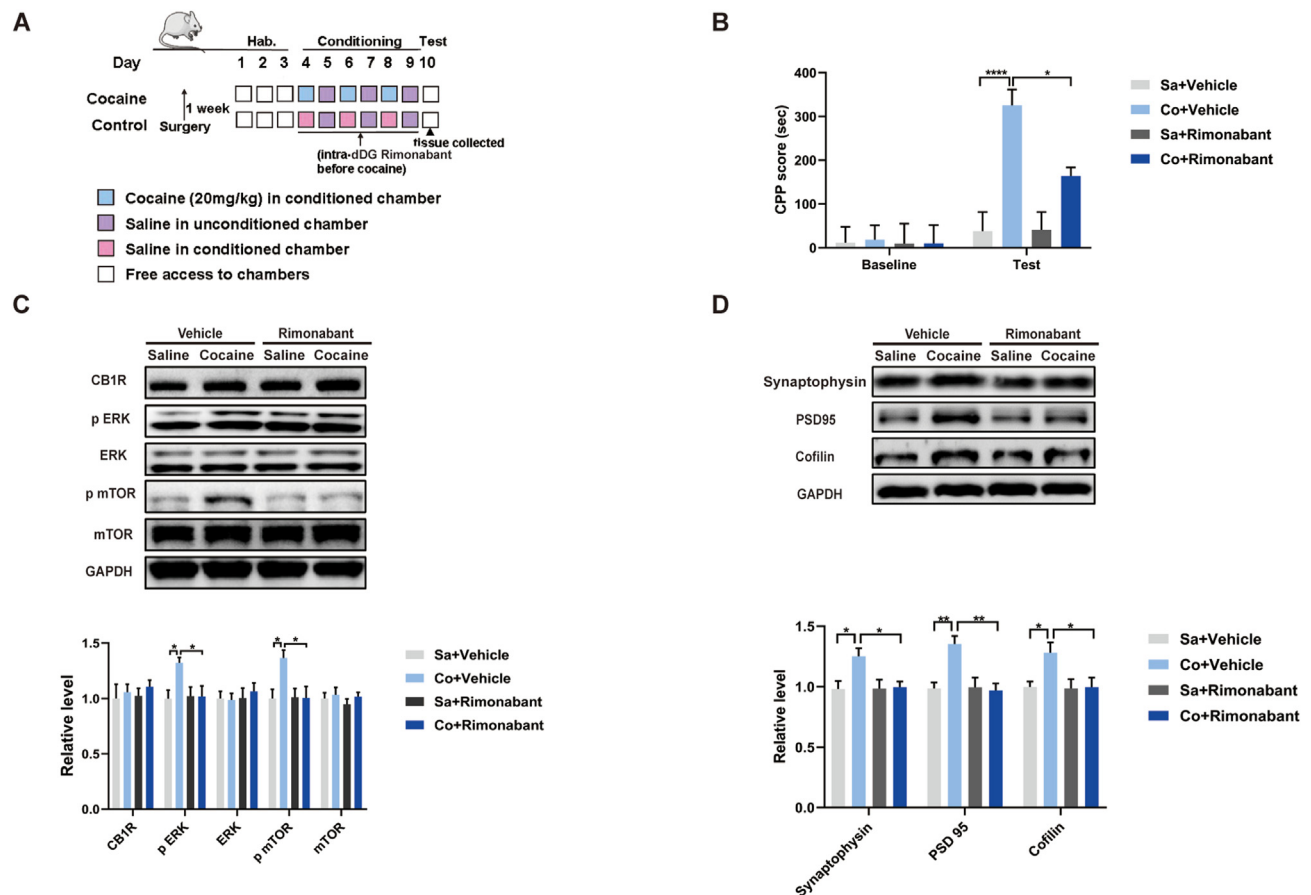 A
Hab. Conditioning Test
Day 1 2 3 4 5 6 7 8 9 10
Cocaine
1 week
Control
Surgery
tissue collected
(intra-dDG Rimonabant
before cocaine)
Cocaine (20mg/kg) in conditioned chamber
Saline in unconditioned chamber
Saline in conditioned chamber
Free access to chambers
B
CPP score (sec)
400
300
200
100
0
**** *
Baseline Test
Sa+Vehicle
Co+Vehicle
Sa+Rimonabant
Co+Rimonabant
C
Vehicle Rimonabant
Saline Cocaine Saline Cocaine
CB1R
p ERK
ERK
p mTOR
mTOR
GAPDH
Relative level
1.5
1.0
0.5
0.0
* * * *
CB1R p ERK ERK p mTOR mTOR
Sa+Vehicle
Co+Vehicle
Sa+Rimonabant
Co+Rimonabant
D
Vehicle Rimonabant
Saline Cocaine Saline Cocaine
Synaptophysin
PSD95
Cofilin
GAPDH
Relative level
1.5
1.0
0.5
0.0
* * ** ** * *
Synaptophysin PSD 95 Cofilin
Sa+Vehicle
Co+Vehicle
Sa+Rimonabant
Co+Rimonabant